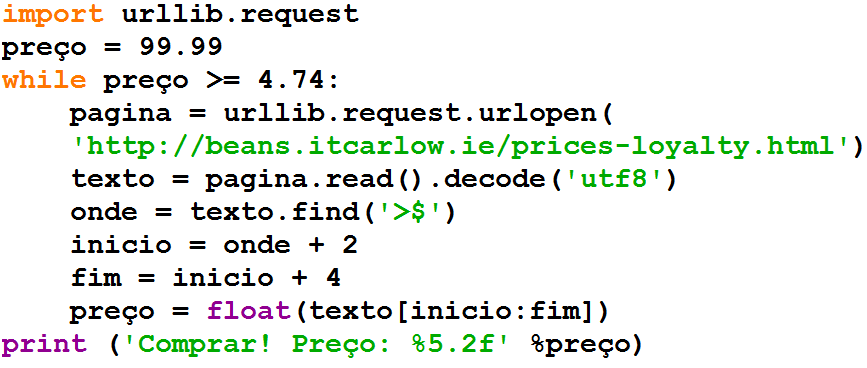 import urllib.request
preço = 99.99
while preço >= 4.74:
    pagina = urllib.request.urlopen(
    'http://beans.itcarlow.ie/prices-loyalty.html')
    texto = pagina.read().decode('utf8')
    onde = texto.find('>$')
    inicio = onde + 2
    fim = inicio + 4
    preço = float(texto[inicio:fim])
print ('Comprar! Preço: %5.2f' %preço)